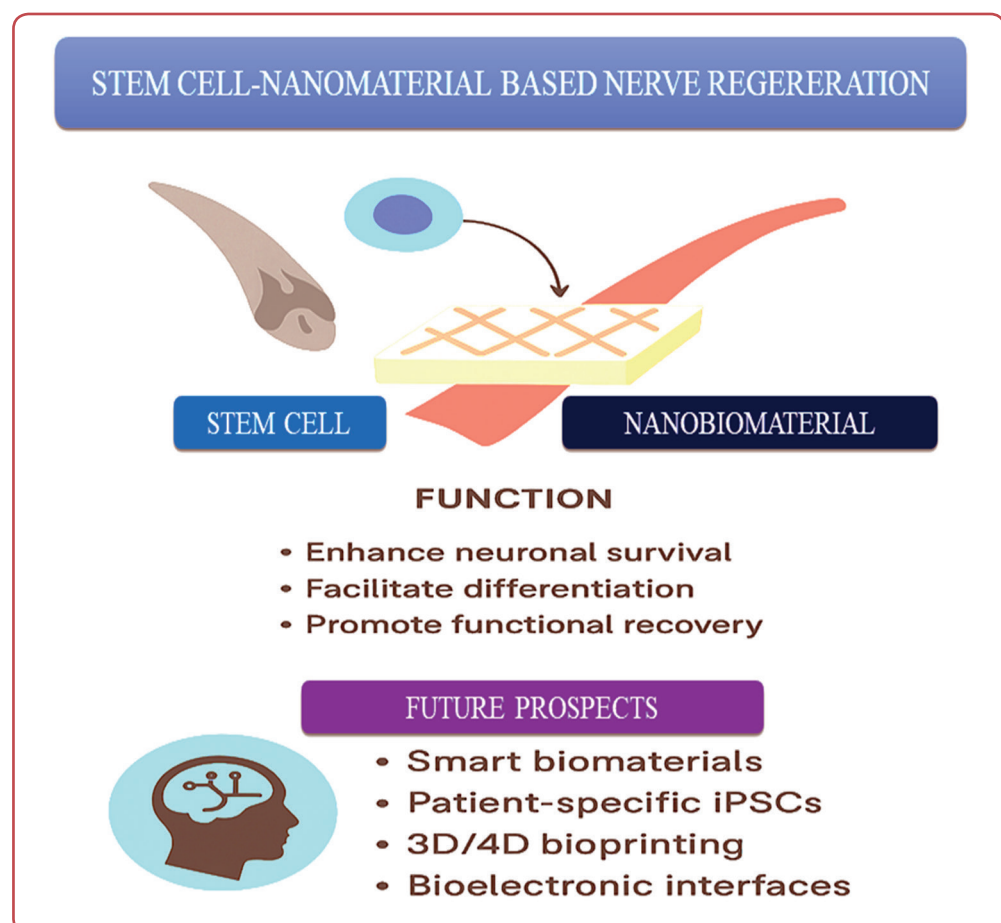 STEM CELL-NANOMATERIAL BASED NERVE REGERERATION
STEM CELL
NANOBIOMATERIAL
FUNCTION
• Enhance neuronal survival
• Facilitate differentiation
• Promote functional recovery
FUTURE PROSPECTS
• Smart biomaterials
• Patient-specific iPSCs
• 3D/4D bioprinting
• Bioelectronic interfaces